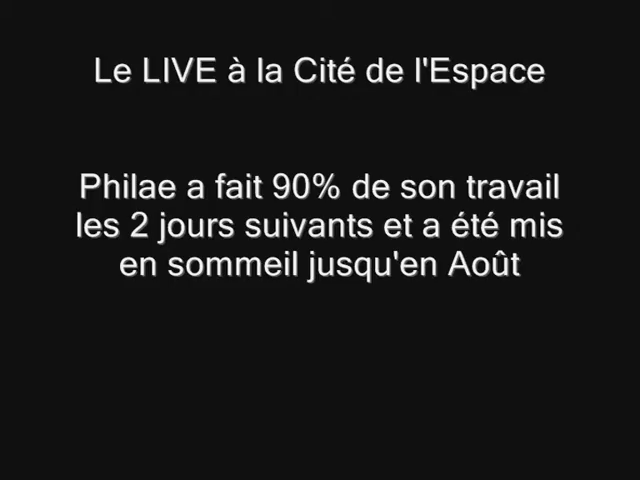 Le LIVE à la Cité de l'Espace
Philae a fait 90% de son travail
les 2 jours suivants et a été mis
en sommeil jusqu'en Août